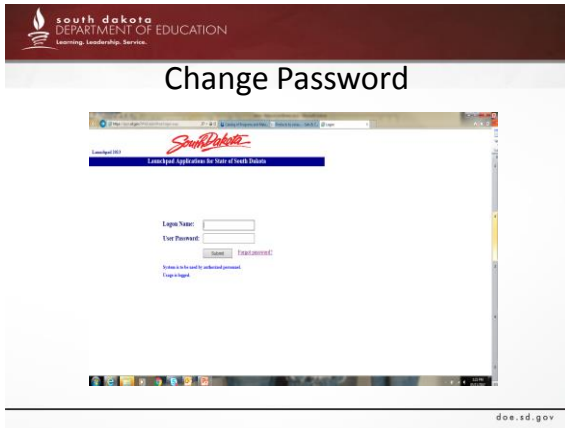 south dakota
DEPARTMENT OF EDUCATION
Learning. Leadership. Service.
Change Password
South Dakota
Launchpad 2013
Launchpad Applications for State of South Dakota
Logon Name:
User Password:
Submit
Forgot password?
System is to be used by authorized personnel.
Usage is logged.
doe.sd.gov